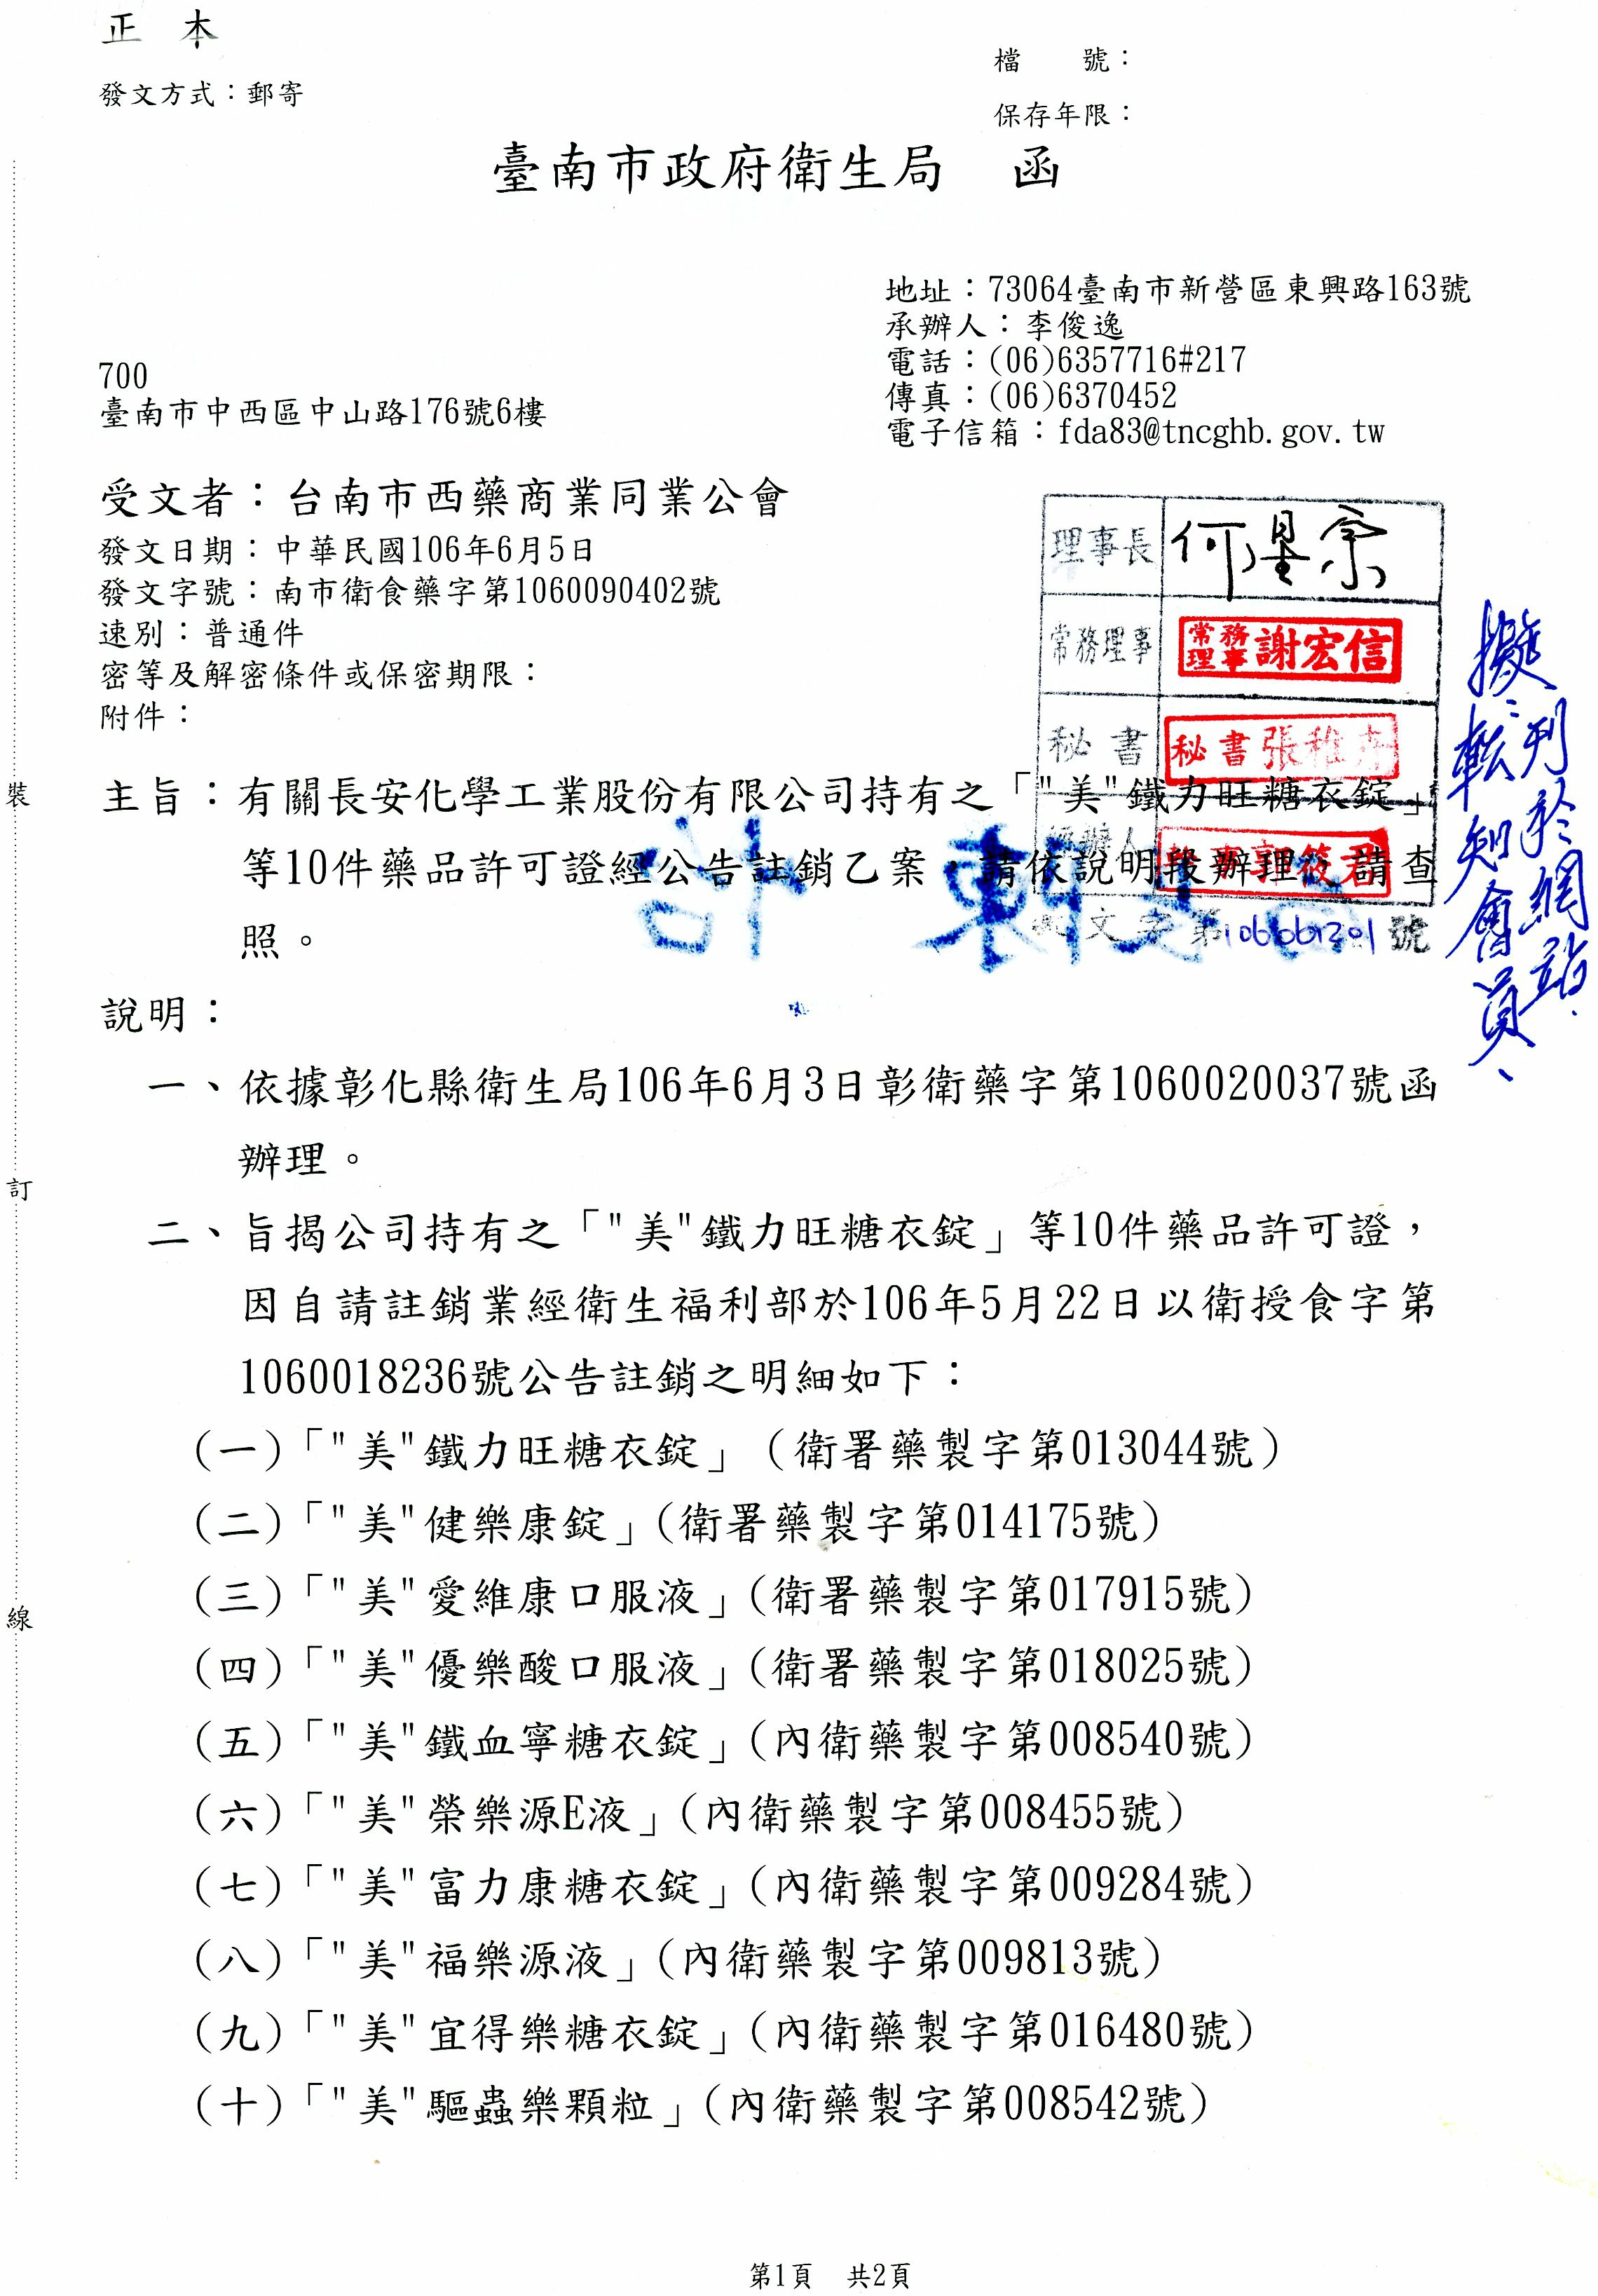 正　本
檔　　號：
發文方式：郵寄
保存年限：
臺南市政府衛生局　函
地址：73064臺南市新營區東興路163號
承辦人：李俊逸
電話：(06)6357716#217
傳真：(06)6370452
電子信箱：fda83@tncghb.gov.tw
700
臺南市中西區中山路176號6樓
受文者：台南市西藥商業同業公會
發文日期：中華民國106年6月5日
發文字號：南市衛食藥字第1060090402號
速別：普通件
密等及解密條件或保密期限：
附件：
理事長
常務理事
常務理事 謝宏信
秘書
秘書張
郭筱君
文字第106061301號
擬：刊於網站.
轉知會員、
主旨：有關長安化學工業股份有限公司持有之「"美"鐵力旺糖衣錠」
等10件藥品許可證經公告註銷乙案，請依說明段辦理，請查
照。
說明：
一、依據彰化縣衛生局106年6月3日彰衛藥字第1060020037號函
辦理。
二、旨揭公司持有之「"美"鐵力旺糖衣錠」等10件藥品許可證，
因自請註銷業經衛生福利部於106年5月22日以衛授食字第
1060018236號公告註銷之明細如下：
(一)「"美"鐵力旺糖衣錠」（衛署藥製字第013044號）
(二)「"美"健樂康錠」(衛署藥製字第014175號)
(三)「"美"愛維康口服液」(衛署藥製字第017915號)
(四)「"美"優樂酸口服液」(衛署藥製字第018025號)
(五)「"美"鐵血寧糖衣錠」(內衛藥製字第008540號)
(六)「"美"榮樂源E液」(內衛藥製字第008455號)
(七)「"美"富力康糖衣錠」(內衛藥製字第009284號)
(八)「"美"福樂源液」(內衛藥製字第009813號)
(九)「"美"宜得樂糖衣錠」(內衛藥製字第016480號)
(十)「"美"驅蟲樂顆粒」(內衛藥製字第008542號)
裝
訂
線
第1頁　共2頁